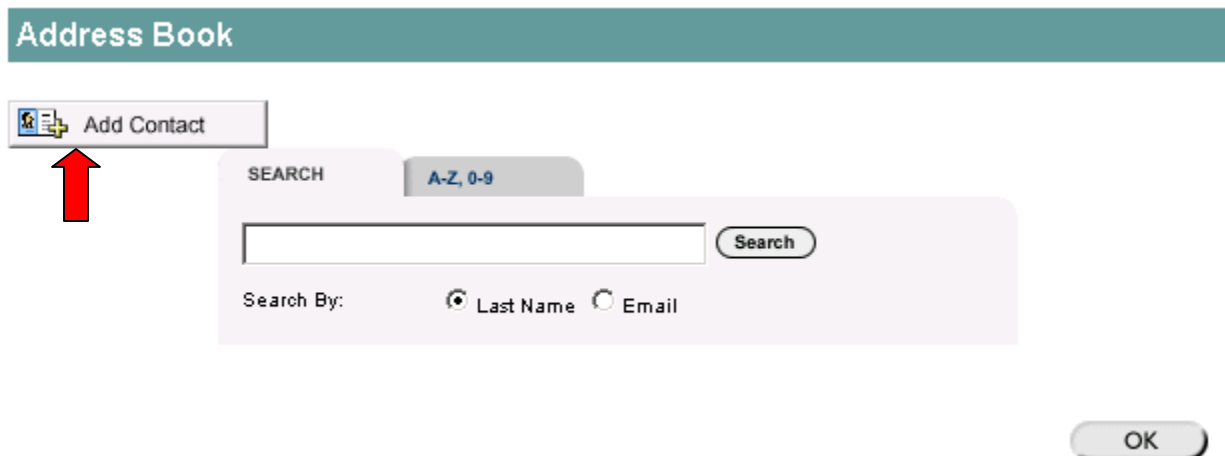 Address Book
Add Contact
SEARCH
A-Z, 0-9
Search
Search By:
Last Name
Email
OK